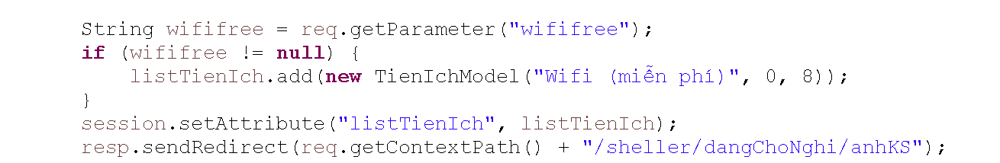 String wififree = req.getParameter("wififree");
if (wififree != null) {
listTienIch.add(new TienIchModel("Wifi (miễn phí)", 0, 8));
}
session.setAttribute("listTienIch", listTienIch);
resp.sendRedirect(req.getContextPath() + "/sheller/dangChoNghi/anhKS");